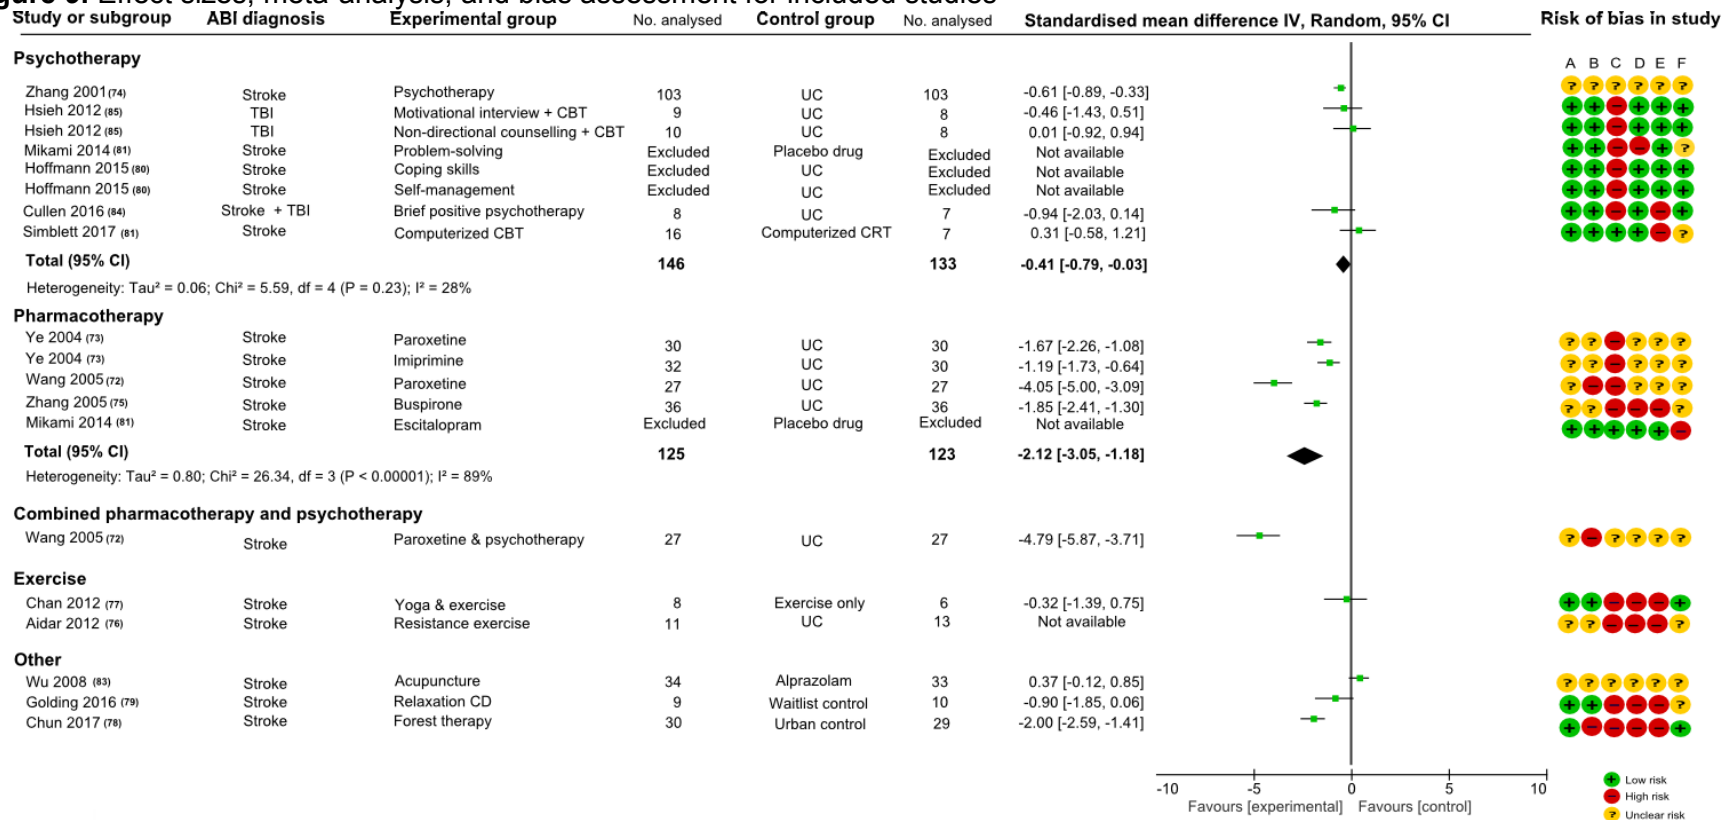 Effect sizes, meta-analysis, and bias assessment for included studies
Study or subgroup ABI diagnosis Experimental group No. analysed Control group No. analysed Standardised mean difference IV, Random, 95% CI Risk of bias in study
Psychotherapy A B C D E F
Zhang 2001(74) Stroke Psychotherapy 103 UC 103 -0.61 [-0.89, -0.33] ? ? ? ? ? ?
Hsieh 2012 (85) TBI Motivational interview + CBT 9 UC 8 -0.46 [-1.43, 0.51] + + − + + +
Hsieh 2012 (85) TBI Non-directional counselling + CBT 10 UC 8 0.01 [-0.92, 0.94] + + − + + +
Mikami 2014 (81) Stroke Problem-solving Excluded Placebo drug Excluded Not available + + − − + ?
Hoffmann 2015 (80) Stroke Coping skills Excluded UC Excluded Not available + + − + + +
Hoffmann 2015 (80) Stroke Self-management Excluded UC Excluded Not available + + − + + +
Cullen 2016 (84) Stroke + TBI Brief positive psychotherapy 8 UC 7 -0.94 [-2.03, 0.14] + + − + − +
Simblett 2017 (81) Stroke Computerized CBT 16 Computerized CRT 7 0.31 [-0.58, 1.21] + + + + − ?
Total (95% CI) 146 133 -0.41 [-0.79, -0.03]
Heterogeneity: Tau² = 0.06; Chi² = 5.59, df = 4 (P = 0.23); I² = 28%
Pharmacotherapy
Ye 2004 (73) Stroke Paroxetine 30 UC 30 -1.67 [-2.26, -1.08] ? ? − ? ? ?
Ye 2004 (73) Stroke Imiprimine 32 UC 30 -1.19 [-1.73, -0.64] ? ? − ? ? ?
Wang 2005 (72) Stroke Paroxetine 27 UC 27 -4.05 [-5.00, -3.09] ? − − ? ? ?
Zhang 2005 (75) Stroke Buspirone 36 UC 36 -1.85 [-2.41, -1.30] ? ? − − − ?
Mikami 2014 (81) Stroke Escitalopram Excluded Placebo drug Excluded Not available + + + + + −
Total (95% CI) 125 123 -2.12 [-3.05, -1.18]
Heterogeneity: Tau² = 0.80; Chi² = 26.34, df = 3 (P < 0.00001); I² = 89%
Combined pharmacotherapy and psychotherapy
Wang 2005 (72) Stroke Paroxetine & psychotherapy 27 UC 27 -4.79 [-5.87, -3.71] ? − ? ? ? ?
Exercise
Chan 2012 (77) Stroke Yoga & exercise 8 Exercise only 6 -0.32 [-1.39, 0.75] + + − − − +
Aidar 2012 (76) Stroke Resistance exercise 11 UC 13 Not available ? ? − − − ?
Other
Wu 2008 (83) Stroke Acupuncture 34 Alprazolam 33 0.37 [-0.12, 0.85] ? ? ? ? ? ?
Golding 2016 (79) Stroke Relaxation CD 9 Waitlist control 10 -0.90 [-1.85, 0.06] + + − − − ?
Chun 2017 (78) Stroke Forest therapy 30 Urban control 29 -2.00 [-2.59, -1.41] + − − − − +
-10 -5 0 5 10
Favours [experimental] Favours [control]
+ Low risk
− High risk
? Unclear risk